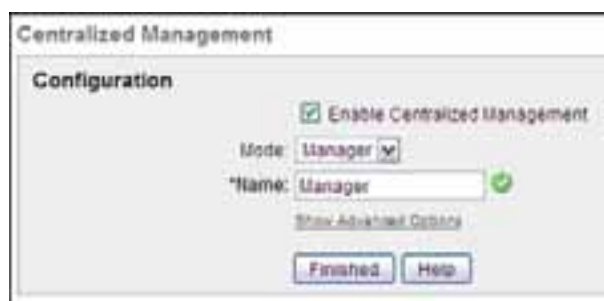 Centralized Management
Configuration
Enable Centralized Management
Mode: Manager
*Name: Manager
Show Advanced Options
Finished Help